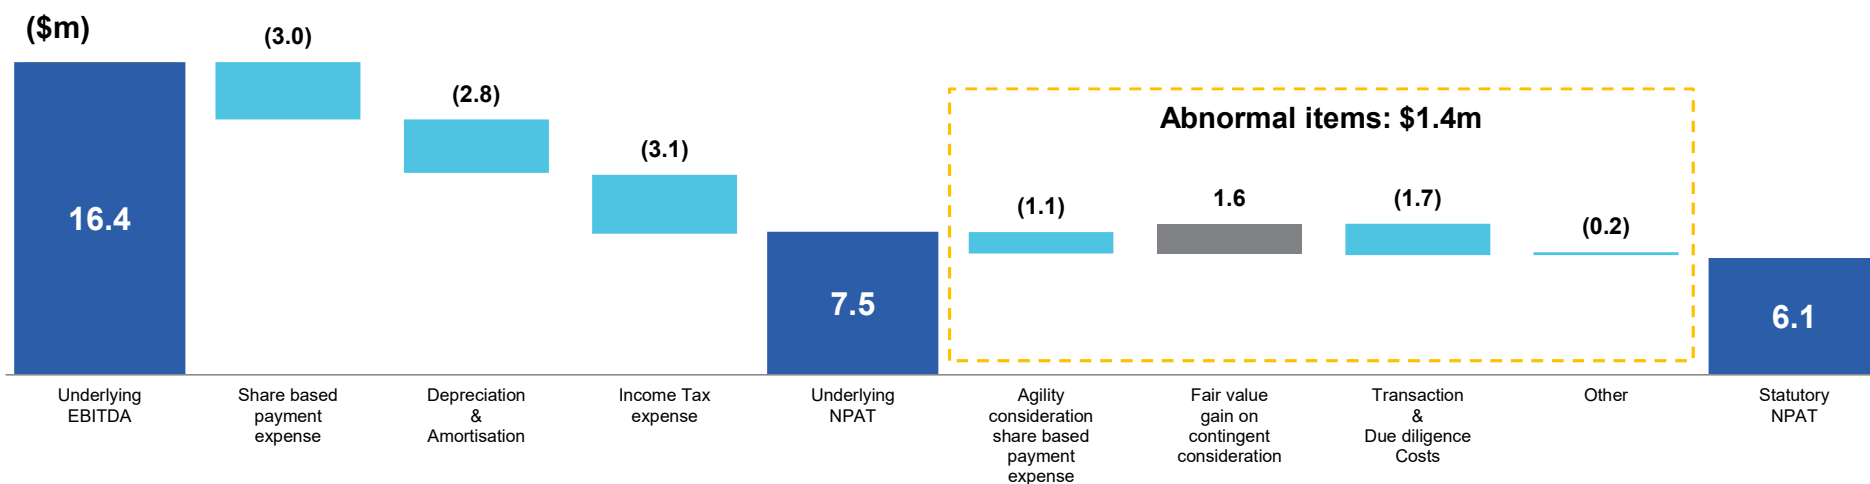 ($m)
(3.0)
(2.8)
(3.1)
Abnormal items: $1.4m
(1.1)
1.6
(1.7)
(0.2)
16.4
7.5
6.1
Underlying
EBITDA
Share based
payment
expense
Depreciation
&
Amortisation
Income Tax
expense
Underlying
NPAT
Agility
consideration
share based
payment
expense
Fair value
gain on
contingent
consideration
Transaction
&
Due diligence
Costs
Other
Statutory
NPAT